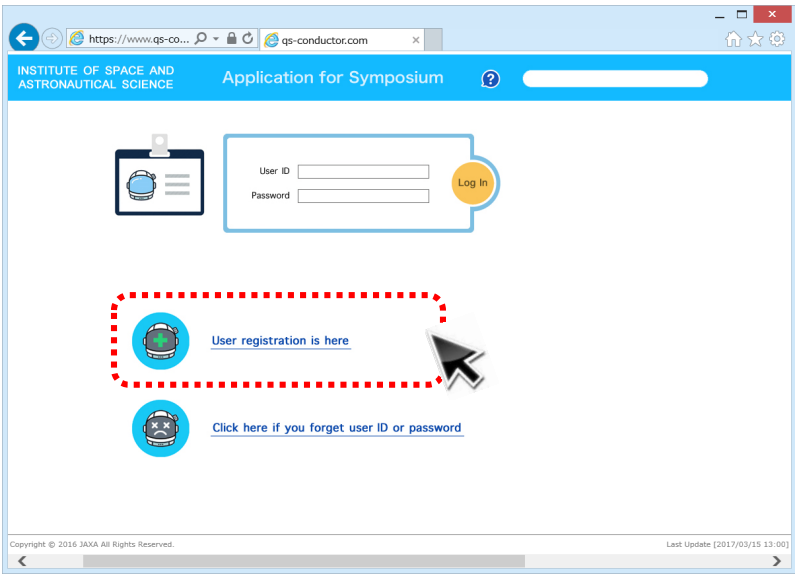 https://www.qs-co...
qs-conductor.com
INSTITUTE OF SPACE AND
ASTRONAUTICAL SCIENCE
Application for Symposium
?
User ID
Password
Log In
User registration is here
Click here if you forget user ID or password
Copyright © 2016 JAXA All Rights Reserved.
Last Update [2017/03/15 13:00]